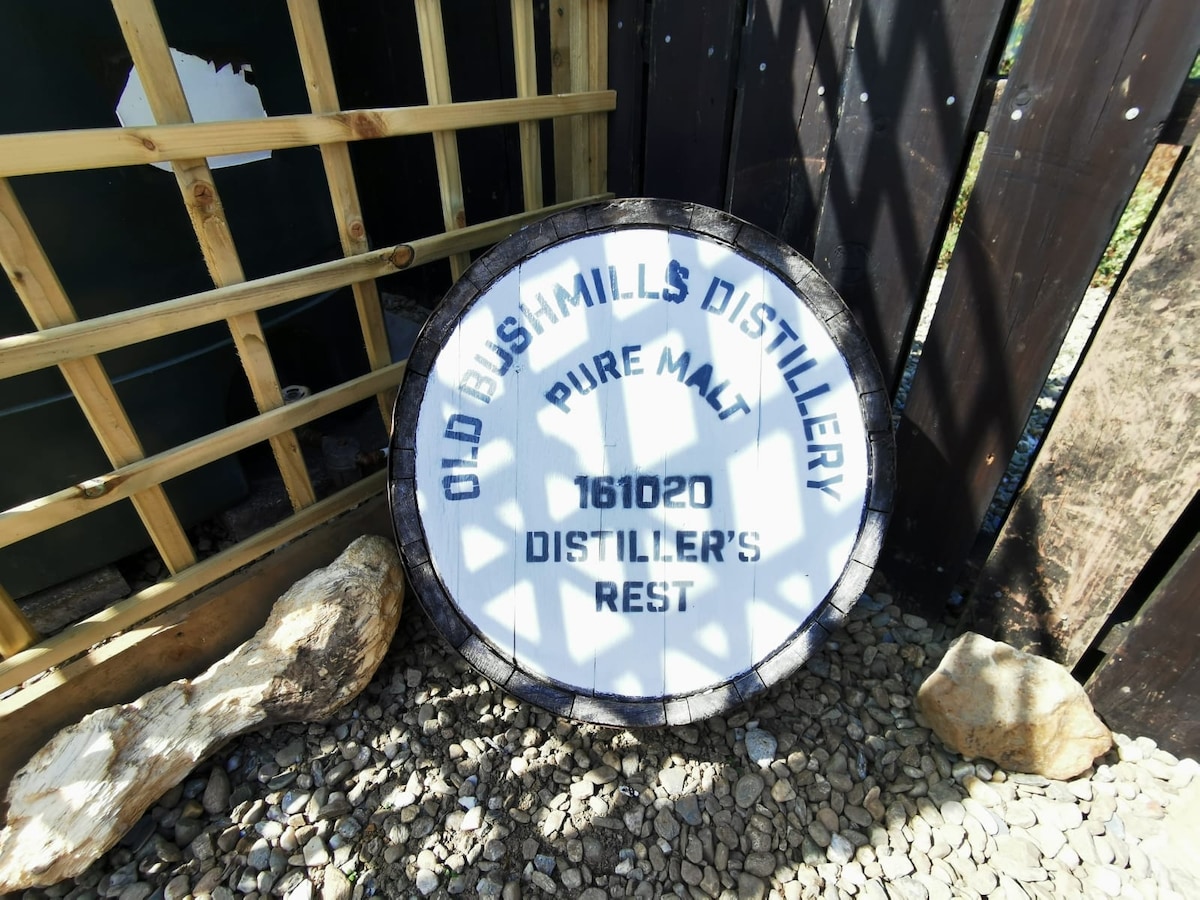 OLD BUSHMILLS DISTILLERY
PURE MALT
161020
DISTILLER'S
REST